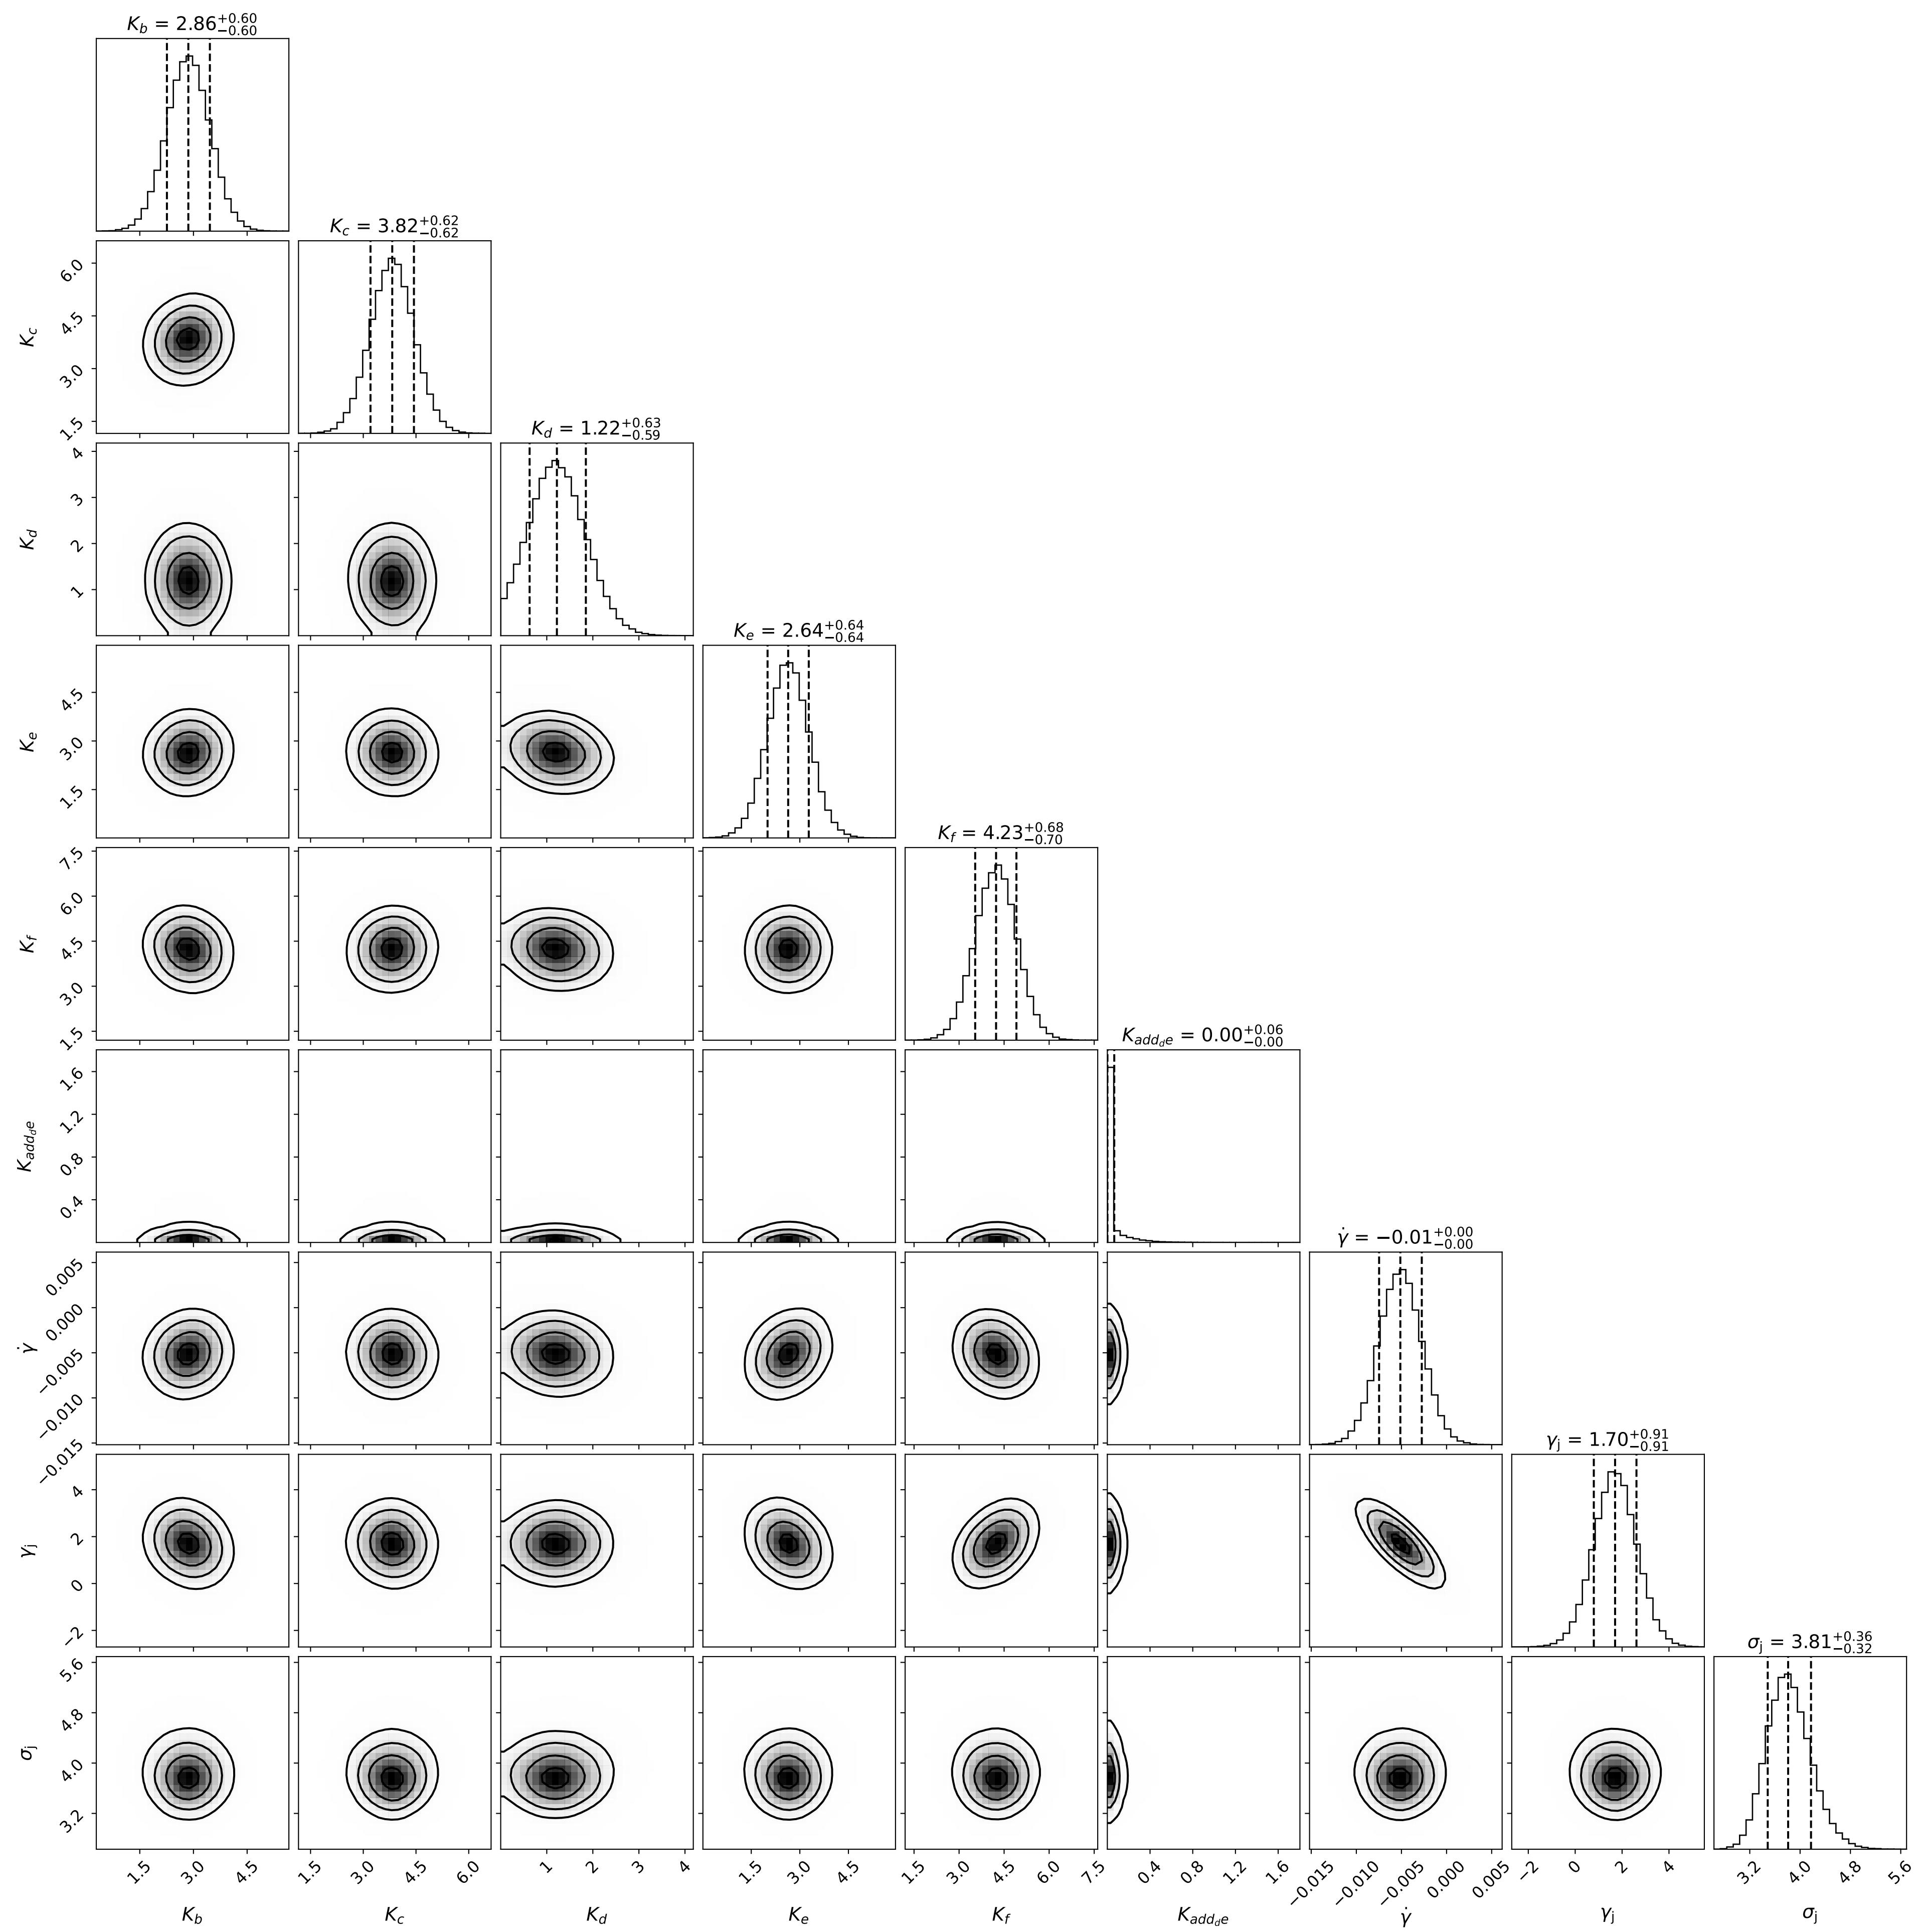 K_b = 2.86^{+0.60}_{−0.60}
K_c = 3.82^{+0.62}_{−0.62}
6.0
4.5
3.0
1.5
K_c
K_d = 1.22^{+0.63}_{−0.59}
4
3
2
1
K_d
K_e = 2.64^{+0.64}_{−0.64}
4.5
3.0
1.5
K_e
K_f = 4.23^{+0.68}_{−0.70}
7.5
6.0
4.5
3.0
1.5
K_f
K_{add_de} = 0.00^{+0.06}_{−0.00}
1.6
1.2
0.8
0.4
K_{add_de}
γ̇ = −0.01^{+0.00}_{−0.00}
0.005
0.000
−0.005
−0.010
−0.015
γ̇
γ_j = 1.70^{+0.91}_{−0.91}
4
2
0
−2
γ_j
σ_j = 3.81^{+0.36}_{−0.32}
5.6
4.8
4.0
3.2
σ_j
1.5 3.0 4.5 1.5 3.0 4.5 6.0 1 2 3 4 1.5 3.0 4.5 1.5 3.0 4.5 6.0 7.5 0.4 0.8 1.2 1.6 −0.015 −0.010 −0.005 0.000 0.005 −2 0 2 4 3.2 4.0 4.8 5.6
K_b K_c K_d K_e K_f K_{add_de} γ̇ γ_j σ_j